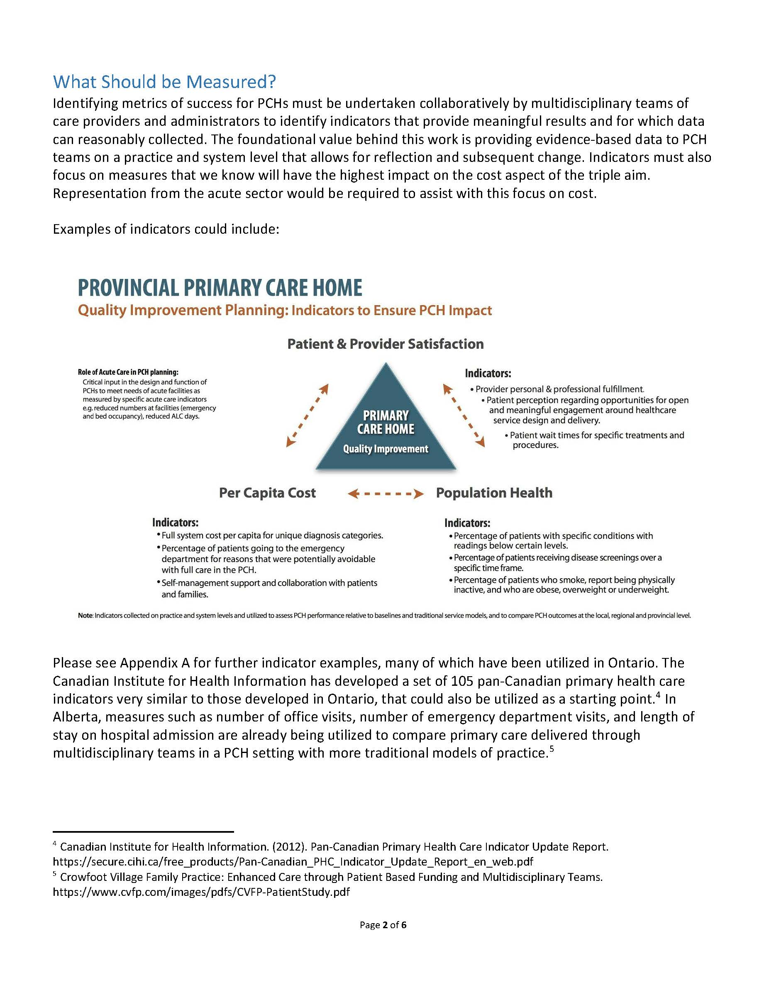 What Should be Measured?
Identifying metrics of success for PCHs must be undertaken collaboratively by multidisciplinary teams of
care providers and administrators to identify indicators that provide meaningful results and for which data
can reasonably collected. The foundational value behind this work is providing evidence-based data to PCH
teams on a practice and system level that allows for reflection and subsequent change. Indicators must also
focus on measures that we know will have the highest impact on the cost aspect of the triple aim.
Representation from the acute sector would be required to assist with this focus on cost.
Examples of indicators could include:
PROVINCIAL PRIMARY CARE HOME
Quality Improvement Planning: Indicators to Ensure PCH Impact
Patient & Provider Satisfaction
Role of Acute Care in PCH planning:
Critical input in the design and function of
PCHs to meet needs of acute facilities as
measured by specific acute care indicators
e.g. reduced numbers at facilities (emergency
and bed occupancy), reduced ALC days.
PRIMARY
CARE HOME
Quality Improvement
Indicators:
• Provider personal & professional fulfillment.
• Patient perception regarding opportunities for open
and meaningful engagement around healthcare
service design and delivery.
• Patient wait times for specific treatments and
procedures.
Per Capita Cost
Population Health
Indicators:
• Full system cost per capita for unique diagnosis categories.
• Percentage of patients going to the emergency
department for reasons that were potentially avoidable
with full care in the PCH.
• Self-management support and collaboration with patients
and families.
Indicators:
• Percentage of patients with specific conditions with
readings below certain levels.
• Percentage of patients receiving disease screenings over a
specific time frame.
• Percentage of patients who smoke, report being physically
inactive, and who are obese, overweight or underweight.
Note: Indicators collected on practice and system levels and utilized to assess PCH performance relative to baselines and traditional service models, and to compare PCH outcomes at the local, regional and provincial level.
Please see Appendix A for further indicator examples, many of which have been utilized in Ontario. The
Canadian Institute for Health Information has developed a set of 105 pan-Canadian primary health care
indicators very similar to those developed in Ontario, that could also be utilized as a starting point.4 In
Alberta, measures such as number of office visits, number of emergency department visits, and length of
stay on hospital admission are already being utilized to compare primary care delivered through
multidisciplinary teams in a PCH setting with more traditional models of practice.5
4 Canadian Institute for Health Information. (2012). Pan-Canadian Primary Health Care Indicator Update Report.
https://secure.cihi.ca/free_products/Pan-Canadian_PHC_Indicator_Update_Report_en_web.pdf
5 Crowfoot Village Family Practice: Enhanced Care through Patient Based Funding and Multidisciplinary Teams.
https://www.cvfp.com/images/pdfs/CVFP-PatientStudy.pdf
Page 2 of 6